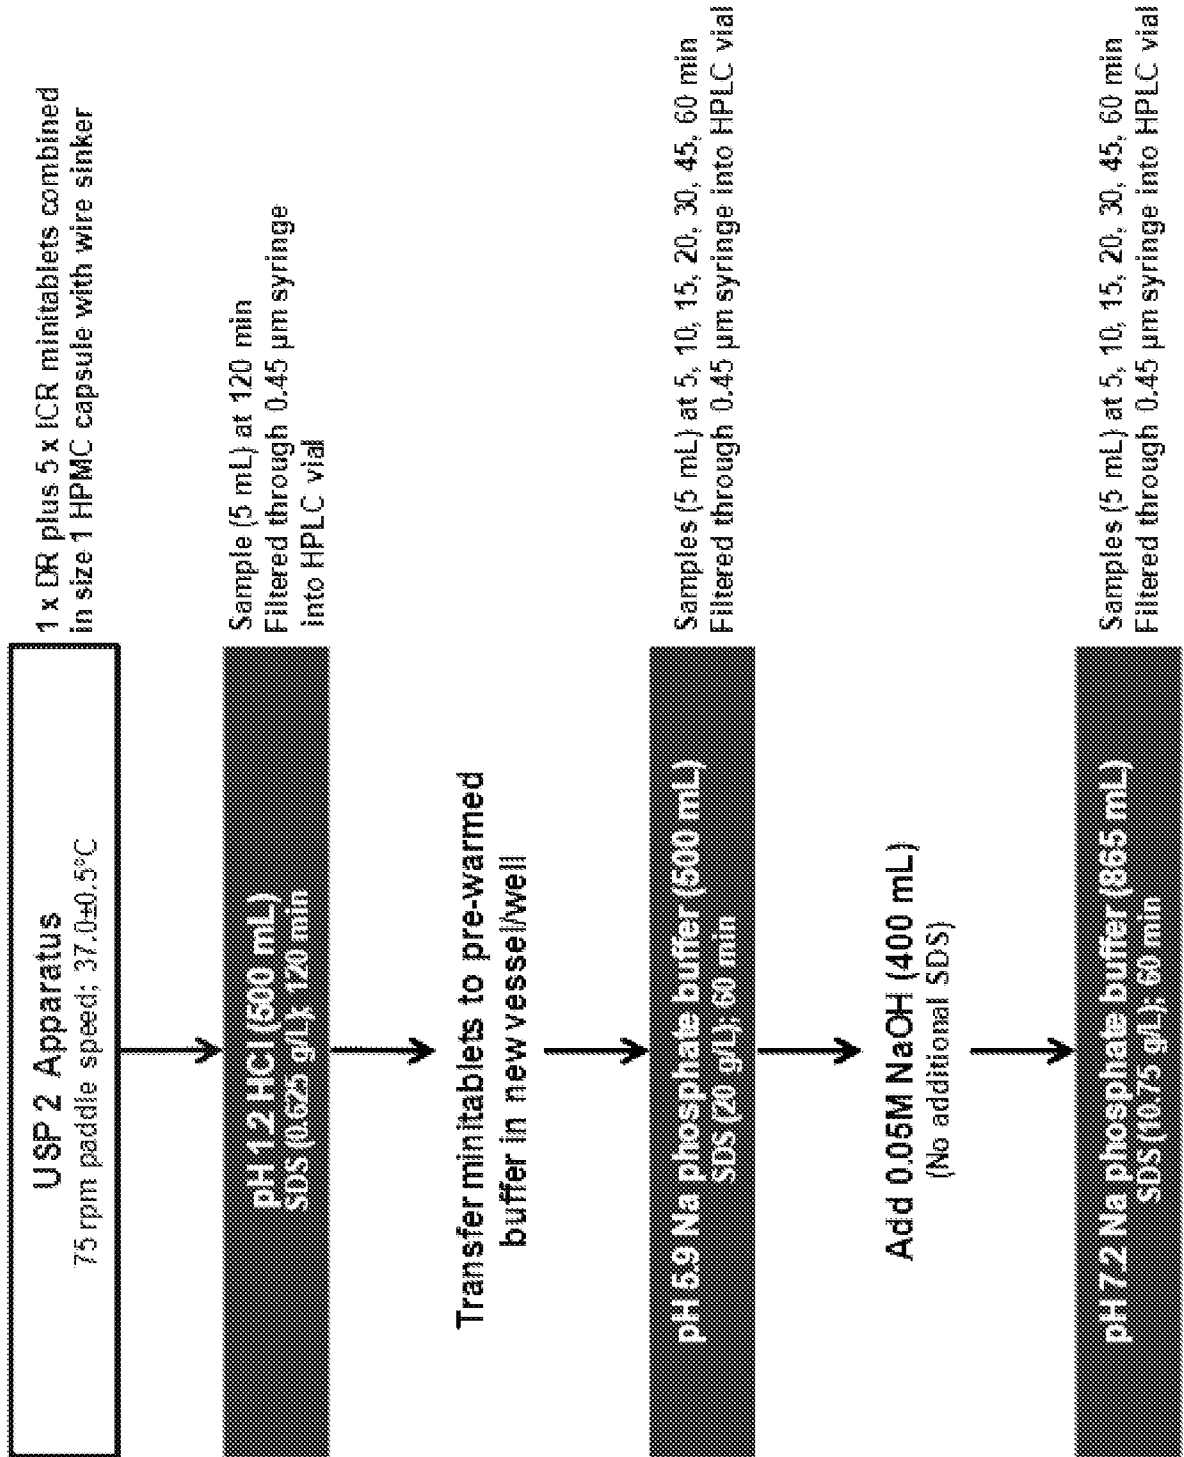 USP 2 Apparatus
75 rpm paddle speed; 37.0±0.5°C
1 x DR plus 5 x ICR minitablets combined
in size 1 HPMC capsule with wire sinker
pH 1.2 HCl (500 mL)
SDS (0.625 g/L); 120 min
Sample (5 mL) at 120 min
Filtered through 0.45 µm syringe
into HPLC vial
Transfer minitablets to pre-warmed
buffer in new vessel/well
pH 5.9 Na phosphate buffer (500 mL)
SDS (20 g/L); 60 min
Samples (5 mL) at 5, 10, 15, 20, 30, 45, 60 min
Filtered through 0.45 µm syringe into HPLC vial
Add 0.05M NaOH (400 mL)
(No additional SDS)
pH 7.2 Na phosphate buffer (865 mL)
SDS (10.75 g/L); 60 min
Samples (5 mL) at 5, 10, 15, 20, 30, 45, 60 min
Filtered through 0.45 µm syringe into HPLC vial